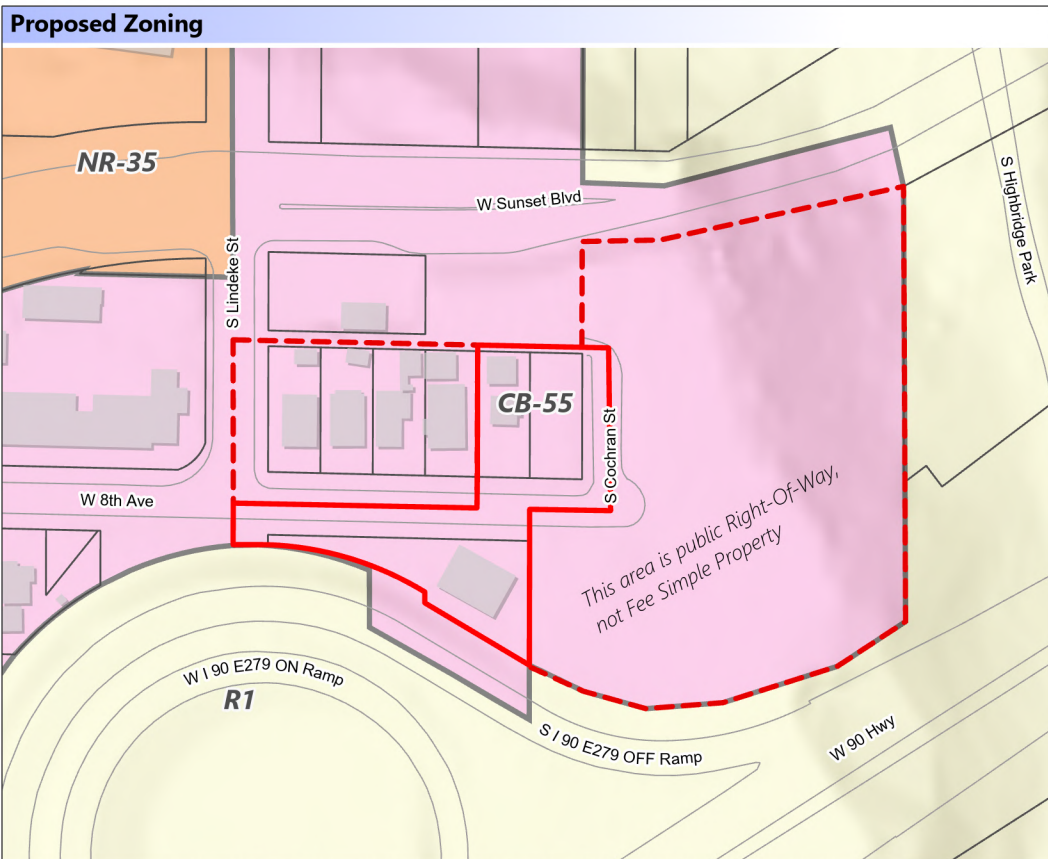 Proposed Zoning
NR-35
S Highbridge Park
W Sunset Blvd
S Lindeke St
CB-55
S Cochran St
W 8th Ave
This area is public Right-Of-Way,
not Fee Simple Property
W I 90 E279 ON Ramp
R1
S I 90 E279 OFF Ramp
W 90 Hwy